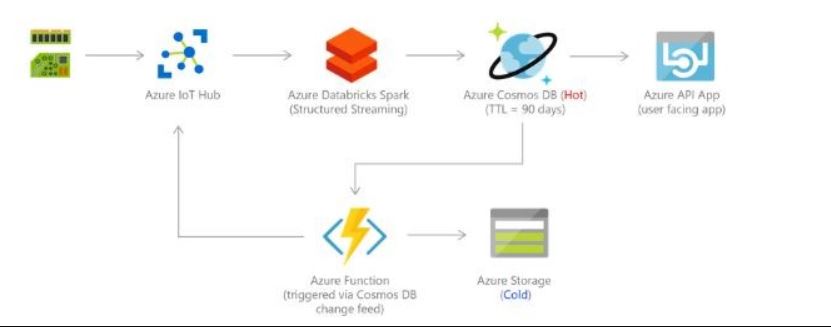 Azure IoT Hub
Azure Databricks Spark
(Structured Streaming)
Azure Cosmos DB (Hot)
(TTL = 90 days)
Azure API App
(user facing app)
Azure Function
(triggered via Cosmos DB
change feed)
Azure Storage
(Cold)